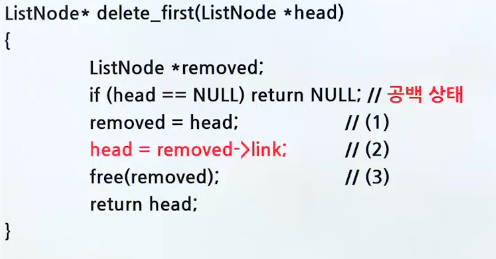 ListNode* delete_first(ListNode *head)
{
ListNode *removed;
if (head == NULL) return NULL; // 공백 상태
removed = head; // (1)
head = removed->link; // (2)
free(removed); // (3)
return head;
}